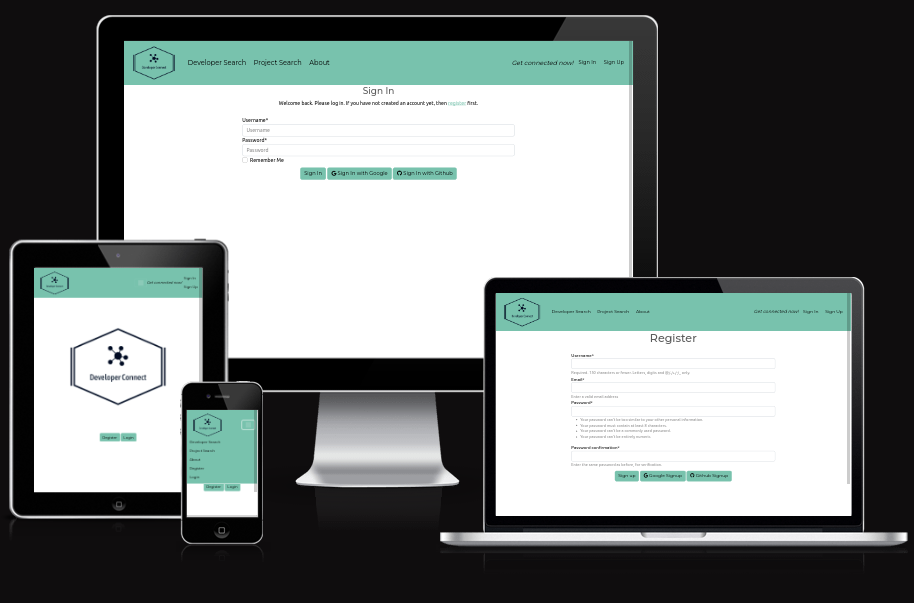 Developer Connect
Developer Search Project Search About
Get connected now! Sign In Sign Up
Sign In
Welcome back. Please log in. If you have not created an account yet, then register first.
Username*
Username
Password*
Password
Remember Me
Sign In
Sign In with Google
Sign In with Github
Get connected now!
Sign In
Sign Up
Developer Connect
Register Login
Developer Search
Project Search
About
Register
Login
Register Login
Developer Search Project Search About
Get connected now! Sign In Sign Up
Register
Username*
Required. 150 characters or fewer. Letters, digits and @/./+/-/_ only.
Email*
Enter a valid email address
Password*
Your password can't be too similar to your other personal information.
Your password must contain at least 8 characters.
Your password can't be a commonly used password.
Your password can't be entirely numeric.
Password confirmation*
Enter the same password as before, for verification.
Sign up
Google Signup
Github Signup